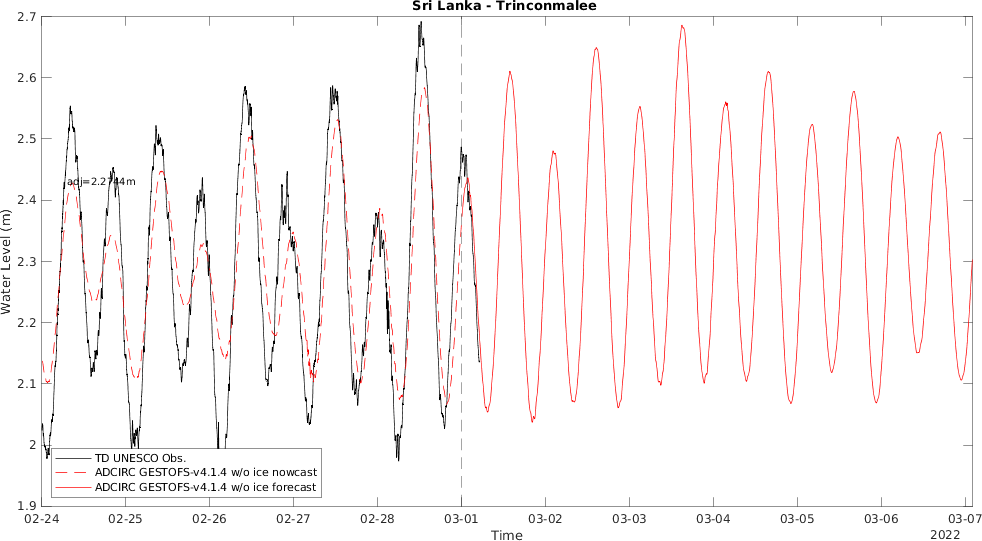 Sri Lanka - Trinconmalee
2.7
2.6
2.5
2.4
2.3
2.2
2.1
2
1.9
Water Level (m)
adj=2.2744m
TD UNESCO Obs.
ADCIRC GESTOFS-v4.1.4 w/o ice nowcast
ADCIRC GESTOFS-v4.1.4 w/o ice forecast
02-24 02-25 02-26 02-27 02-28 03-01 03-02 03-03 03-04 03-05 03-06 03-07
Time
2022